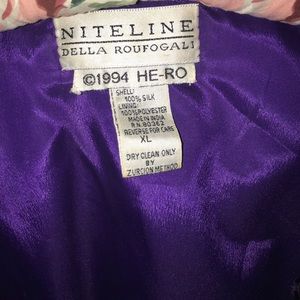 NITELINE
DELLA ROUFOGALI
©1994 HE-RO
SHELL:
100% SILK
LINING:
100% POLYESTER
MADE IN INDIA
R.N. 80362
REVERSE FOR CARE
XL
DRY CLEAN ONLY
BY
ZURCION METHOD